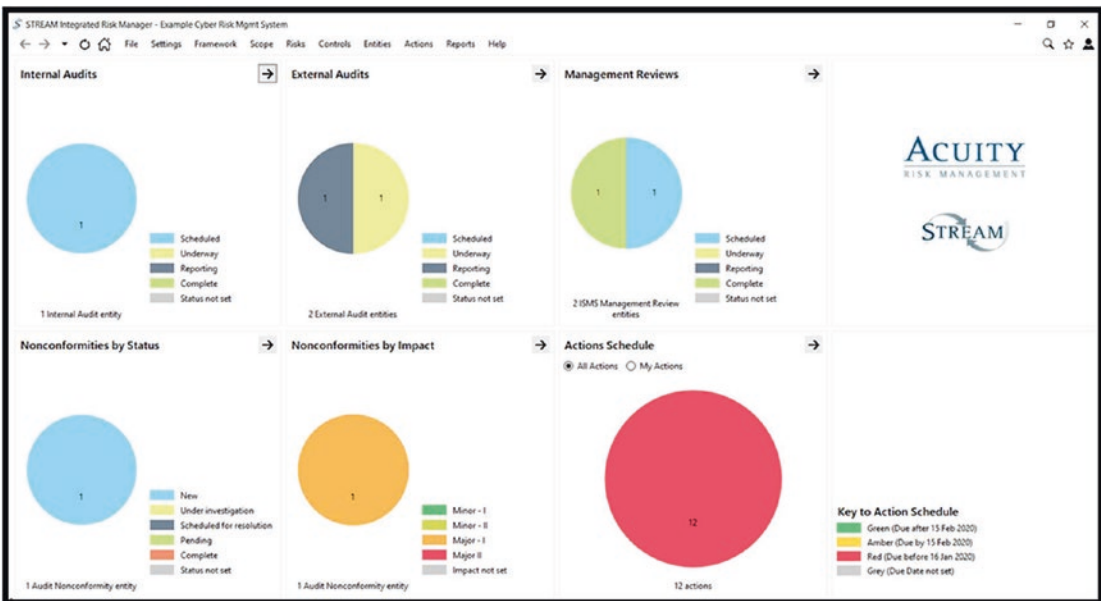 STREAM Integrated Risk Manager - Example Cyber Risk Mgmt System
File Settings Framework Scope Risks Controls Entities Actions Reports Help
Internal Audits
1
Scheduled
Underway
Reporting
Complete
Status not set
1 Internal Audit entity
External Audits
1 1
Scheduled
Underway
Reporting
Complete
Status not set
2 External Audit entities
Management Reviews
1 1
Scheduled
Underway
Reporting
Complete
Status not set
2 ISMS Management Review
entities
ACUITY
RISK MANAGEMENT
STREAM
Nonconformities by Status
1
New
Under investigation
Scheduled for resolution
Pending
Complete
Status not set
1 Audit Nonconformity entity
Nonconformities by Impact
1
Minor - I
Minor - II
Major - I
Major II
Impact not set
1 Audit Nonconformity entity
Actions Schedule
All Actions My Actions
12
12 actions
Key to Action Schedule
Green (Due after 15 Feb 2020)
Amber (Due by 15 Feb 2020)
Red (Due before 16 Jan 2020)
Grey (Due Date not set)